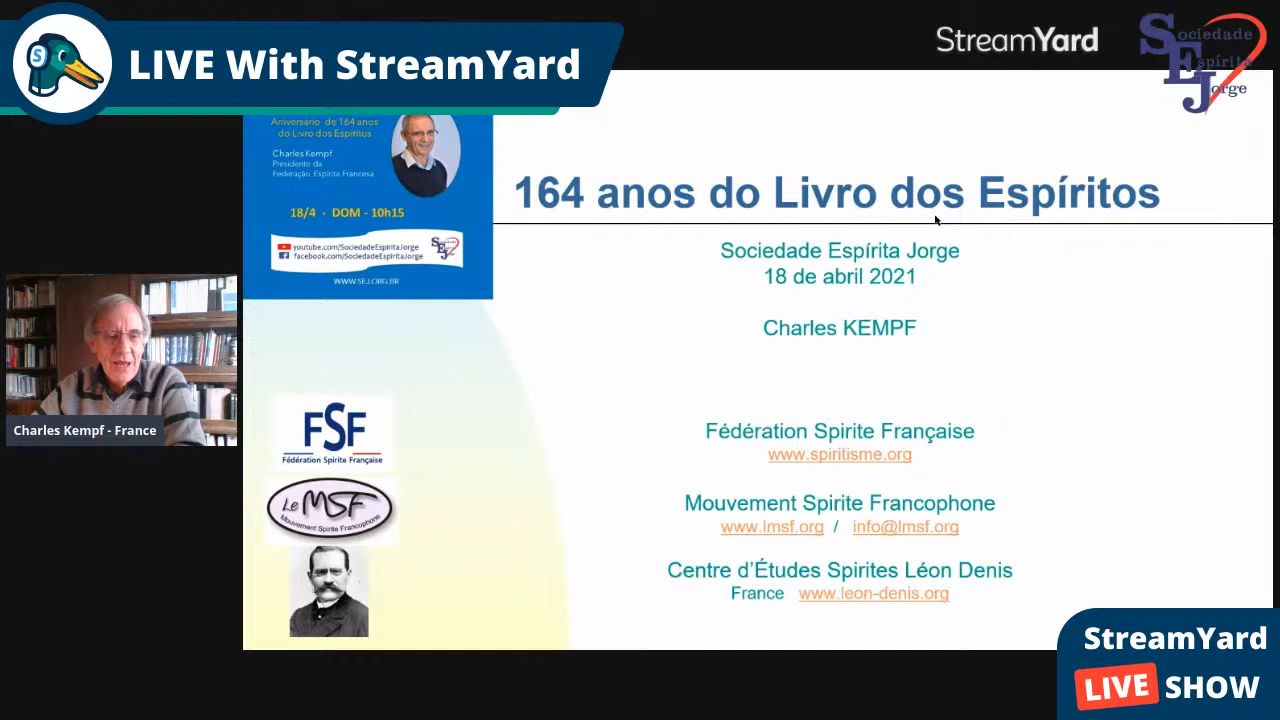 LIVE With StreamYard
StreamYard
Sociedade
Espírita
Jorge
Aniversário de 164 anos
do Livro dos Espíritos
Charles Kempf
Presidente da
Federação Espírita Francesa
18/4 - DOM - 10h15
youtube.com/SociedadeEspiritaJorge
facebook.com/SociedadeEspiritaJorge
SEJ
WWW.SEJ.ORG.BR
164 anos do Livro dos Espíritos
Sociedade Espírita Jorge
18 de abril 2021
Charles KEMPF
Charles Kempf - France
FSF
Fédération Spirite Française
Le MSF
Mouvement Spirite Francophone
Fédération Spirite Française
www.spiritisme.org
Mouvement Spirite Francophone
www.lmsf.org / info@lmsf.org
Centre d'Études Spirites Léon Denis
France www.leon-denis.org
StreamYard
LIVE SHOW